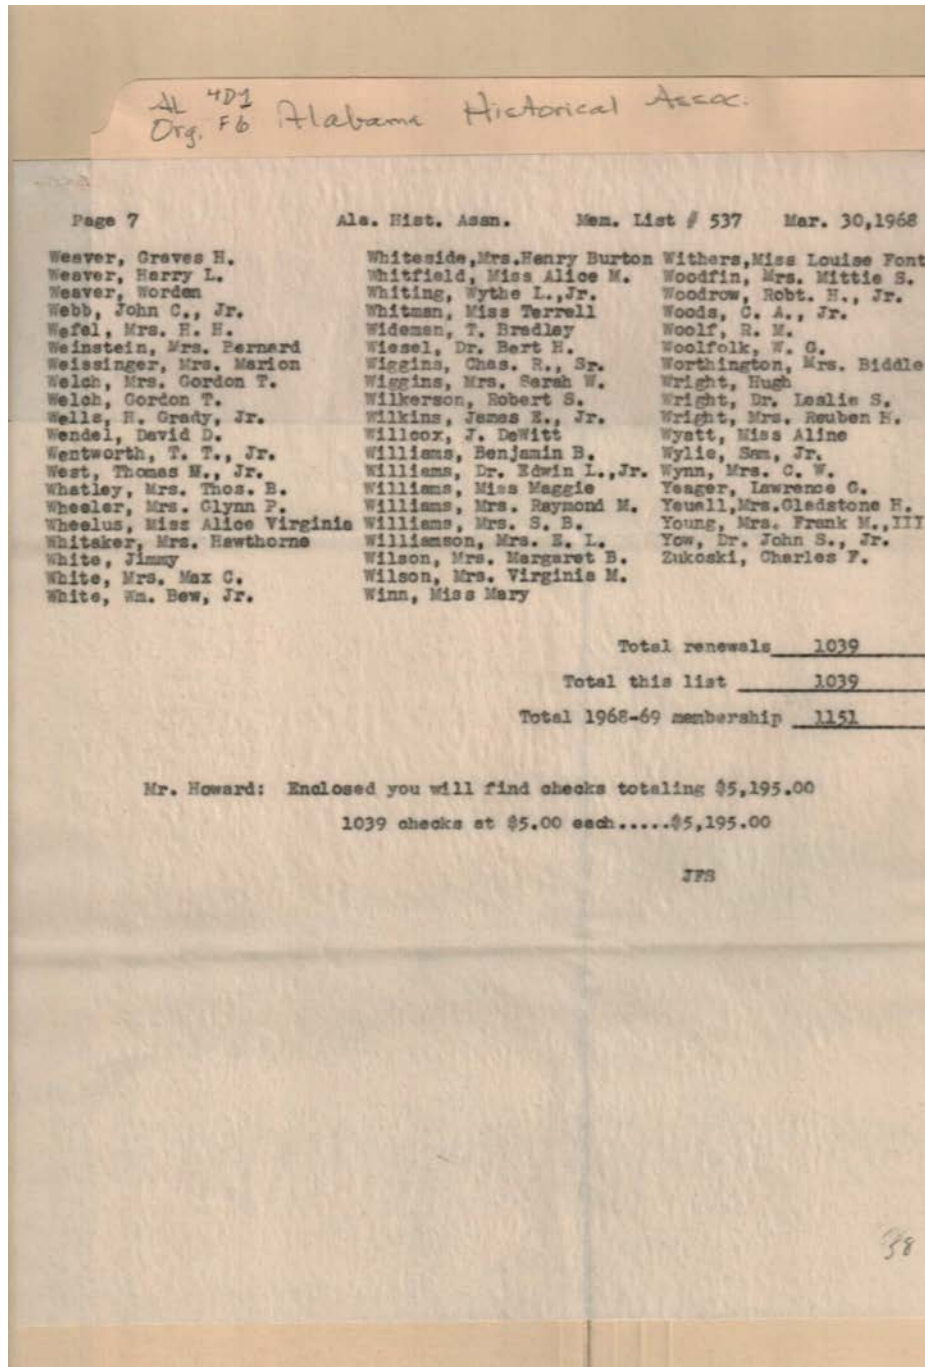 AL 4D1
Org. F6 Alabama Historical Assoc.
Page 7 Ala. Hist. Assn. Mem. List # 537 Mar. 30,1968
Weaver, Graves H.
Weaver, Harry L.
Weaver, Worden
Webb, John C., Jr.
Wefel, Mrs. H. H.
Weinstein, Mrs. Bernard
Weissinger, Mrs. Marion
Welch, Mrs. Gordon T.
Welch, Gordon T.
Wells, H. Grady, Jr.
Wendel, David D.
Wentworth, T. T., Jr.
West, Thomas M., Jr.
Whatley, Mrs. Thos. B.
Wheeler, Mrs. Glynn P.
Wheelus, Miss Alice Virginia
Whitaker, Mrs. Hawthorne
White, Jimmy
White, Mrs. Max C.
White, Wm. Bew, Jr.
Whiteside,Mrs.Henry Burton
Whitfield, Miss Alice M.
Whiting, Wythe L.,Jr.
Whitman, Miss Terrell
Wideman, T. Bradley
Wiesel, Dr. Bert H.
Wiggins, Chas. R., Sr.
Wiggins, Mrs. Sarah W.
Wilkerson, Robert S.
Wilkins, James E., Jr.
Willcox, J. DeWitt
Williams, Benjamin B.
Williams, Dr. Edwin L.,Jr.
Williams, Miss Maggie
Williams, Mrs. Raymond M.
Williams, Mrs. S. B.
Williamson, Mrs. E. L.
Wilson, Mrs. Margaret B.
Wilson, Mrs. Virginia M.
Winn, Miss Mary
Withers,Miss Louise Font
Woodfin, Mrs. Mittie S.
Woodrow, Robt. H., Jr.
Woods, C. A., Jr.
Woolf, R. M.
Woolfolk, W. G.
Worthington, Mrs. Biddle
Wright, Hugh
Wright, Dr. Leslie S.
Wright, Mrs. Reuben H.
Wyatt, Miss Aline
Wylie, Sam, Jr.
Wynn, Mrs. C. W.
Yeager, Lawrence G.
Yeuell,Mrs.Gladstone H.
Young, Mrs. Frank M.,III
Yow, Dr. John S., Jr.
Zukoski, Charles F.
Total renewals 1039
Total this list 1039
Total 1968-69 membership 1151
Mr. Howard: Enclosed you will find checks totaling $5,195.00
1039 checks at $5.00 each.....$5,195.00
JFS